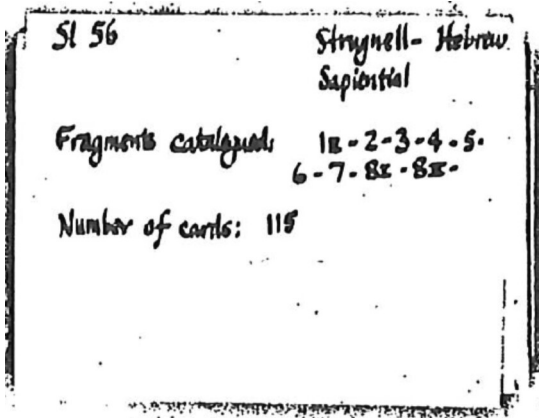 Sl 56 Strugnell - Hebrew
Sapiential
Fragments catalogued: 1II - 2 - 3 - 4 - 5 -
6 - 7 - 8I - 8II -
Number of cards: 115